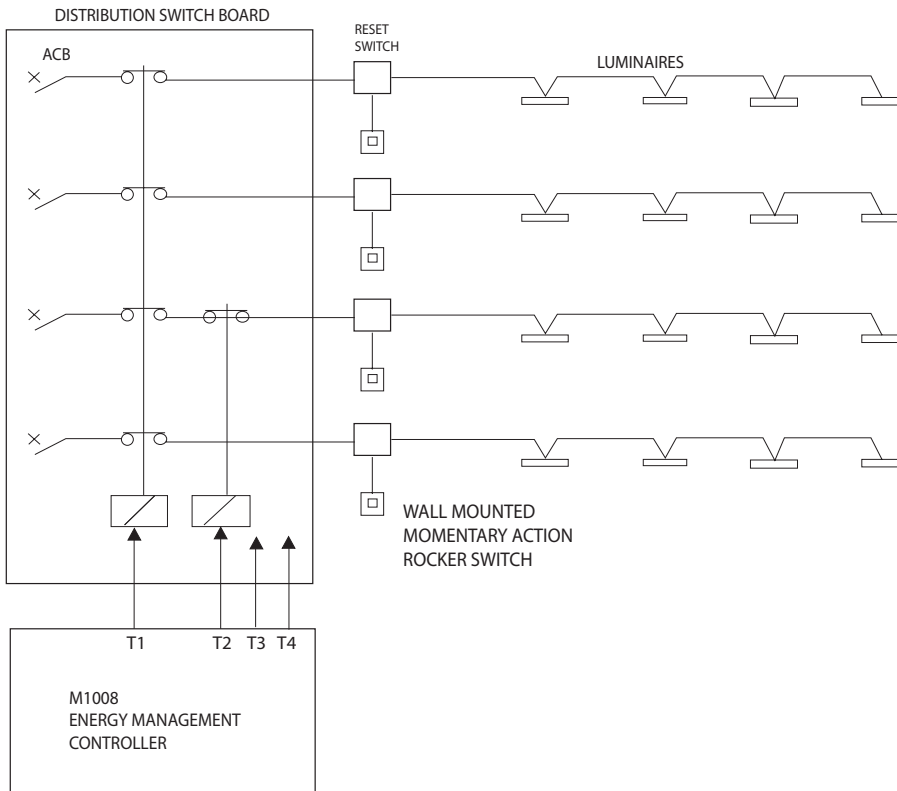 DISTRIBUTION SWITCH BOARD
ACB
RESET
SWITCH
LUMINAIRES
WALL MOUNTED
MOMENTARY ACTION
ROCKER SWITCH
T1 T2 T3 T4
M1008
ENERGY MANAGEMENT
CONTROLLER